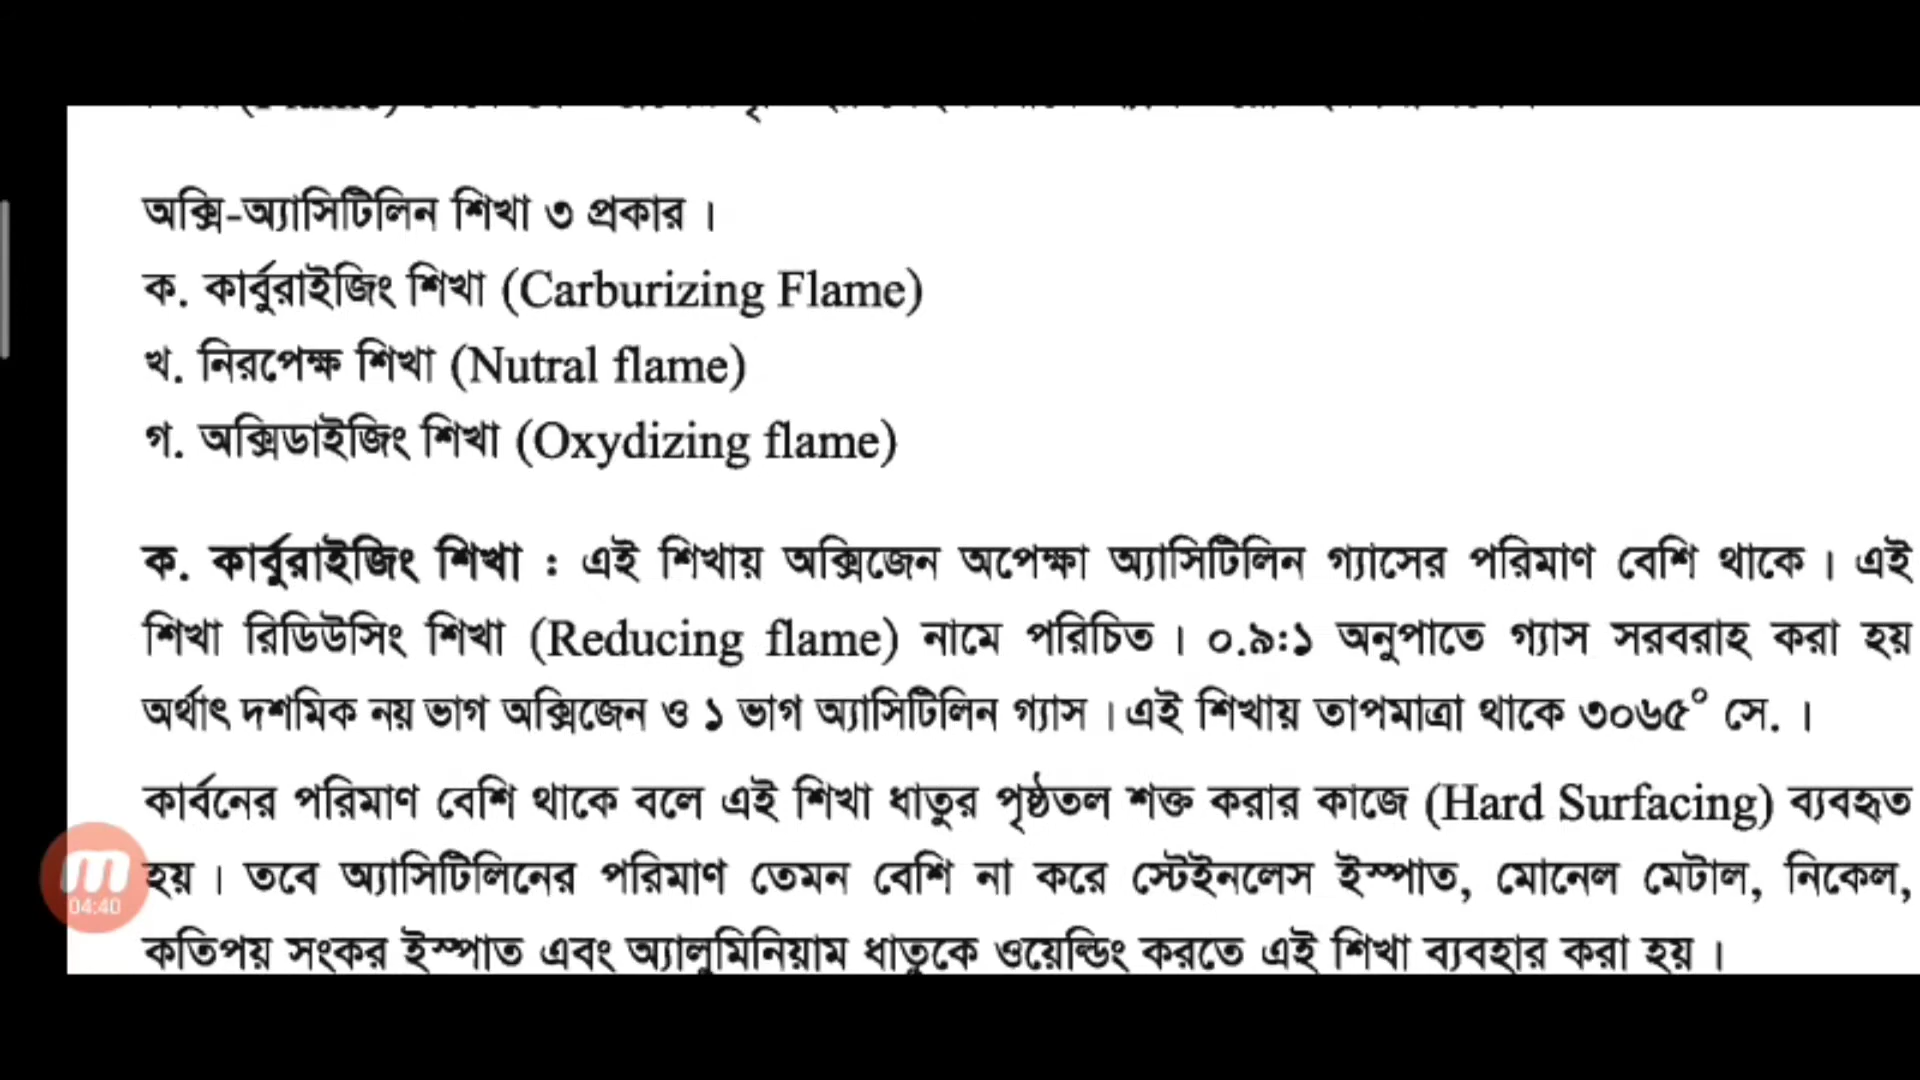 অক্সি-অ্যাসিটিলিন শিখা ৩ প্রকার ।
ক. কার্বুরাইজিং শিখা (Carburizing Flame)
খ. নিরপেক্ষ শিখা (Nutral flame)
গ. অক্সিডাইজিং শিখা (Oxydizing flame)
ক. কার্বুরাইজিং শিখা : এই শিখায় অক্সিজেন অপেক্ষা অ্যাসিটিলিন গ্যাসের পরিমাণ বেশি থাকে । এই
শিখা রিডিউসিং শিখা (Reducing flame) নামে পরিচিত । ০.৯:১ অনুপাতে গ্যাস সরবরাহ করা হয়
অর্থাৎ দশমিক নয় ভাগ অক্সিজেন ও ১ ভাগ অ্যাসিটিলিন গ্যাস । এই শিখায় তাপমাত্রা থাকে ৩০৬৫° সে. ।
কার্বনের পরিমাণ বেশি থাকে বলে এই শিখা ধাতুর পৃষ্ঠতল শক্ত করার কাজে (Hard Surfacing) ব্যবহৃত
হয় । তবে অ্যাসিটিলিনের পরিমাণ তেমন বেশি না করে স্টেইনলেস ইস্পাত, মোনেল মেটাল, নিকেল,
04:40
কতিপয় সংকর ইস্পাত এবং অ্যালুমিনিয়াম ধাতুকে ওয়েল্ডিং করতে এই শিখা ব্যবহার করা হয় ।